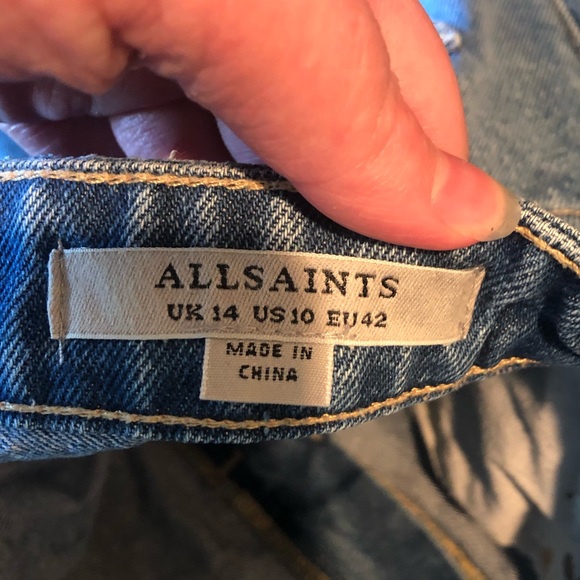 ALLSAINTS
UK 14 US 10 EU 42
MADE IN
CHINA